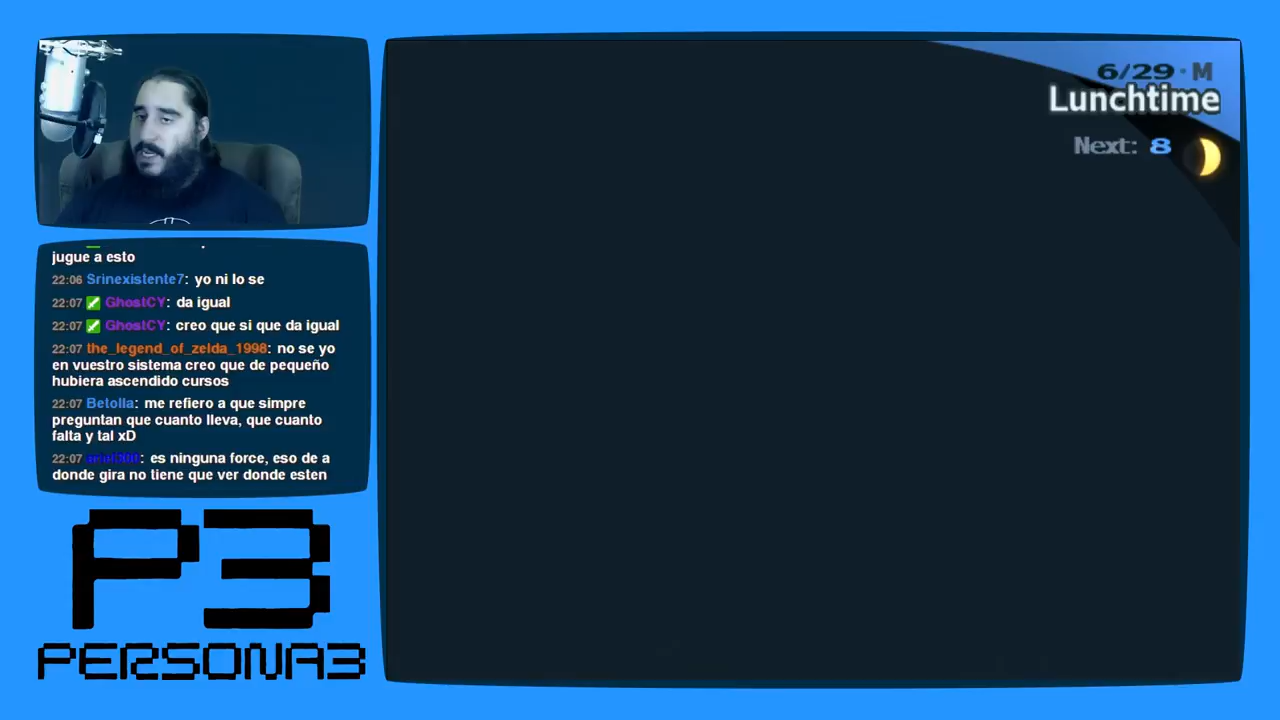 6/29·M
Lunchtime
Next: 8
jugue a esto
22:06 Srinexistente7: yo ni lo se
22:07 GhostCY: da igual
22:07 GhostCY: creo que si que da igual
22:07 the_legend_of_zelda_1998: no se yo
en vuestro sistema creo que de pequeño
hubiera ascendido cursos
22:07 Betolla: me refiero a que simpre
preguntan que cuanto lleva, que cuanto
falta y tal xD
22:07 : es ninguna force, eso de a
donde gira no tiene que ver donde esten
P3
PERSONA3